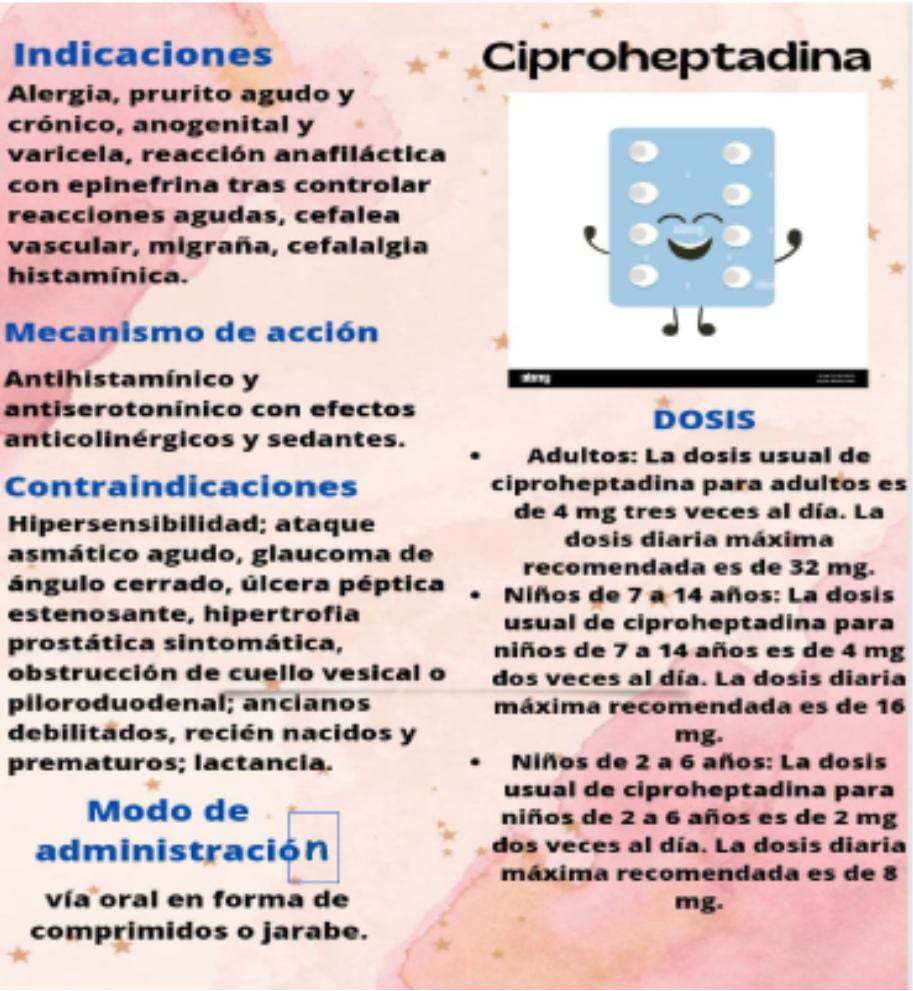 Indicaciones
Alergia, prurito agudo y
crónico, anogenital y
varicela, reacción anafiláctica
con epinefrina tras controlar
reacciones agudas, cefalea
vascular, migraña, cefalalgia
histamínica.
Mecanismo de acción
Antihistamínico y
antiserotonínico con efectos
anticolinérgicos y sedantes.
Contraindicaciones
Hipersensibilidad; ataque
asmático agudo, glaucoma de
ángulo cerrado, úlcera péptica
estenosante, hipertrofia
prostática sintomática,
obstrucción de cuello vesical o
piloroduodenal; ancianos
debilitados, recién nacidos y
prematuros; lactancia.
Modo de
administración
vía oral en forma de
comprimidos o jarabe.
Ciproheptadina
alamy
DOSIS
• Adultos: La dosis usual de
ciproheptadina para adultos es
de 4 mg tres veces al día. La
dosis diaria máxima
recomendada es de 32 mg.
• Niños de 7 a 14 años: La dosis
usual de ciproheptadina para
niños de 7 a 14 años es de 4 mg
dos veces al día. La dosis diaria
máxima recomendada es de 16
mg.
• Niños de 2 a 6 años: La dosis
usual de ciproheptadina para
niños de 2 a 6 años es de 2 mg
dos veces al día. La dosis diaria
máxima recomendada es de 8
mg.